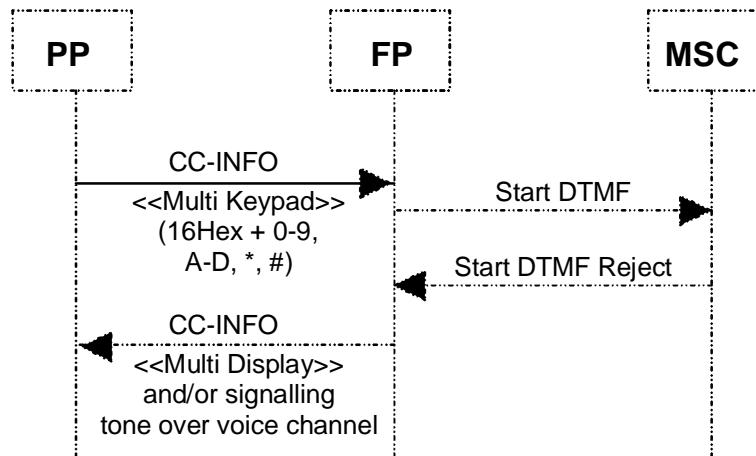 PP
FP
MSC
CC-INFO
<<Multi Keypad>>
(16Hex + 0-9,
A-D, *, #)
Start DTMF
Start DTMF Reject
CC-INFO
<<Multi Display>>
and/or signalling
tone over voice channel